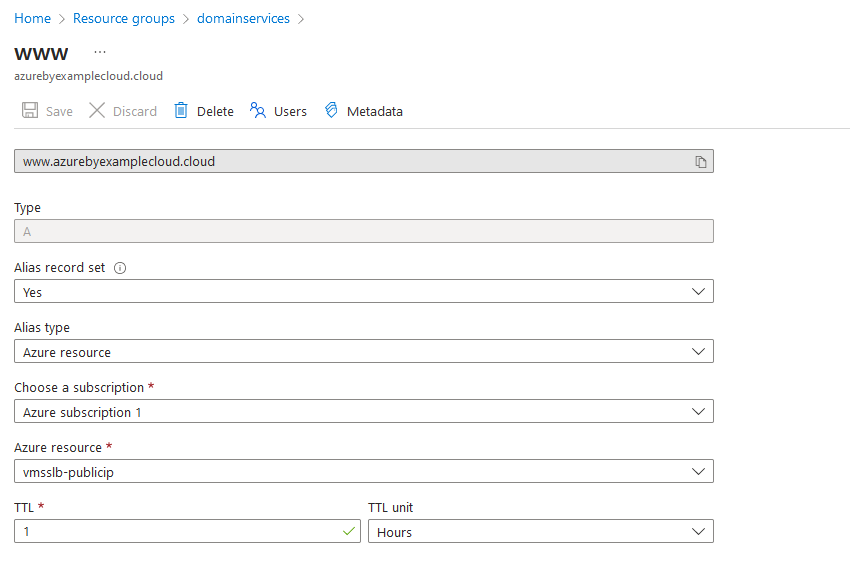 Home > Resource groups > domainservices >
www ...
azurebyexamplecloud.cloud
Save Discard Delete Users Metadata
www.azurebyexamplecloud.cloud
Type
A
Alias record set
Yes
Alias type
Azure resource
Choose a subscription *
Azure subscription 1
Azure resource *
vmsslb-publicip
TTL * TTL unit
1 Hours